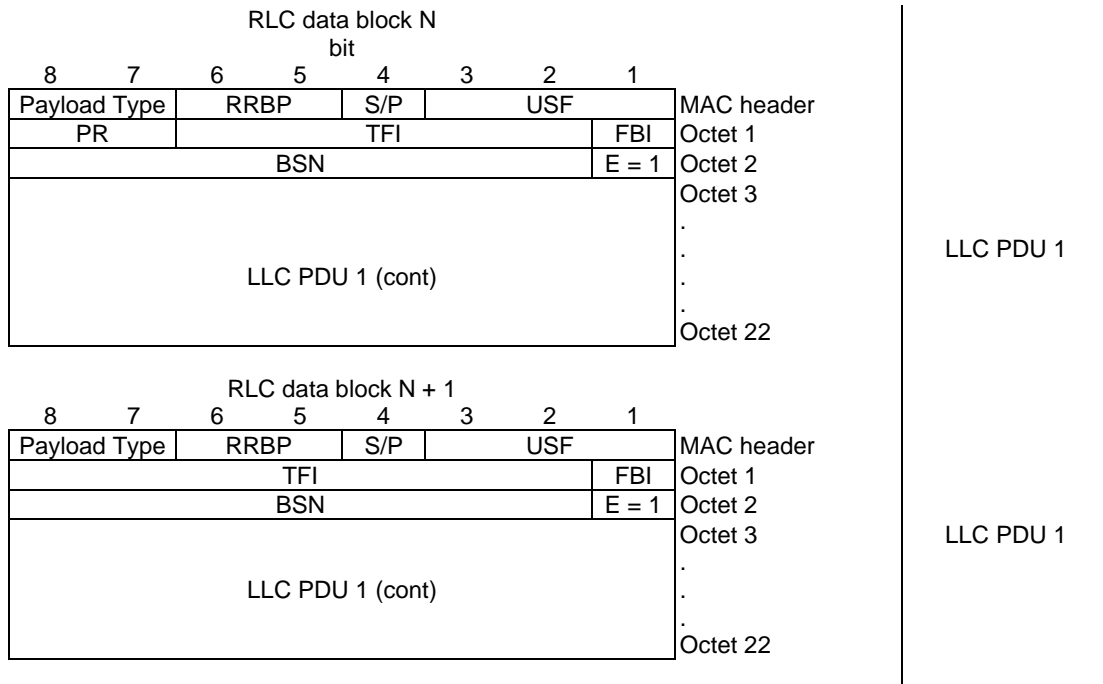 RLC data block N
bit
8 7 6 5 4 3 2 1
Payload Type RRBP S/P USF MAC header
PR TFI FBI Octet 1
BSN E = 1 Octet 2
Octet 3
.
. LLC PDU 1
LLC PDU 1 (cont) .
.
Octet 22
RLC data block N + 1
8 7 6 5 4 3 2 1
Payload Type RRBP S/P USF MAC header
TFI FBI Octet 1
BSN E = 1 Octet 2
Octet 3 LLC PDU 1
.
LLC PDU 1 (cont) .
.
Octet 22